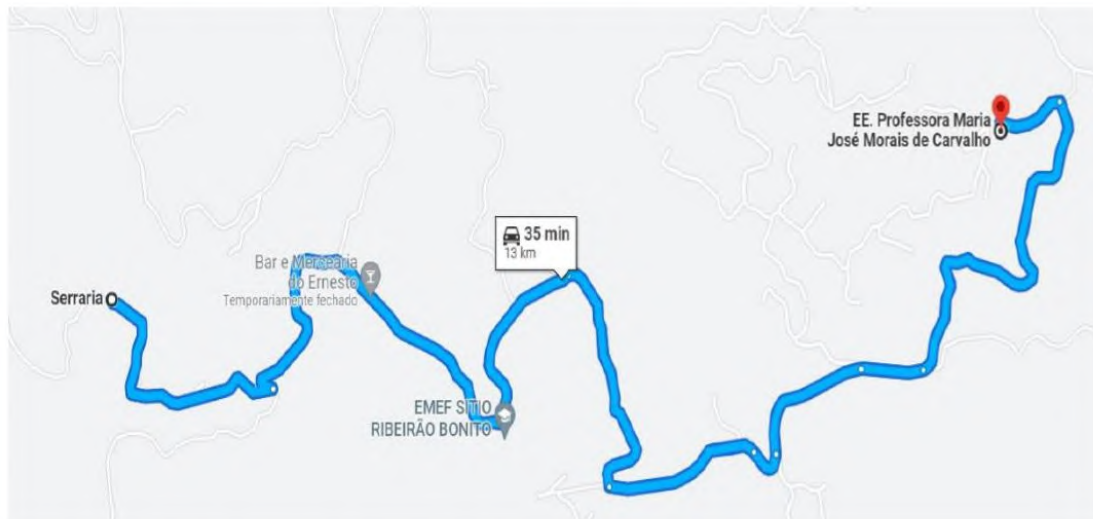 EE. Professora Maria
José Morais de Carvalho
35 min
13 km
Bar e Mercearia
do Ernesto
Temporariamente fechado
Serraria
EMEF SÍTIO
RIBEIRÃO BONITO